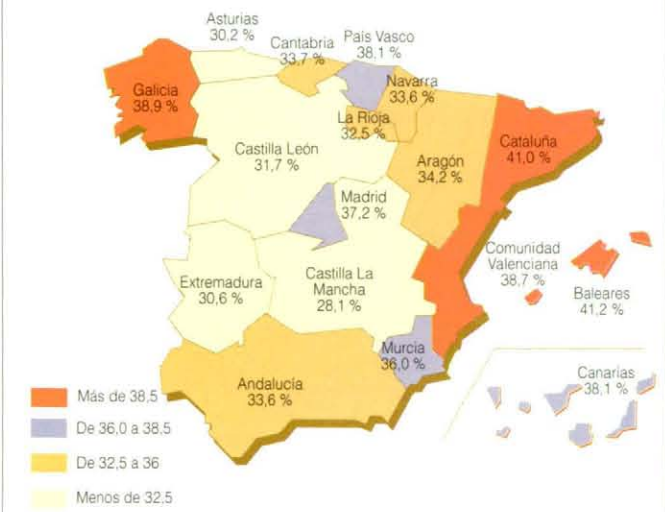 Asturias
30.2 %
Cantabria
33,7 %
País Vasco
38,1 %
Galicia
38,9 %
Navarra
33,6 %
La Rioja
32.5 %
Castilla León
31,7 %
Cataluña
41,0 %
Aragón
34,2 %
Madrid
37,2 %
Comunidad
Valenciana
38,7 %
Extremadura
30,6 %
Castilla La
Mancha
28,1 %
Baleares
41,2 %
Murcia
36,0 %
Canarías
38,1 %
Andalucía
33,6 %
Más de 38,5
De 36,0 a 38,5
De 32,5 a 36
Menos de 32.5